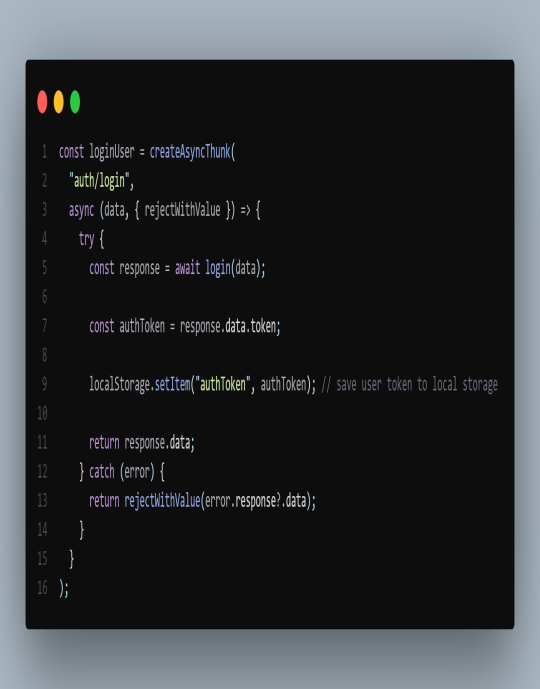 1 const loginUser = createAsyncThunk(
2 "auth/login",
3 async (data, { rejectWithValue }) => {
4 try {
5 const response = await login(data);
6
7 const authToken = response.data.token;
8
9 localStorage.setItem("authToken", authToken); // save user token to local storage
10
11 return response.data;
12 } catch (error) {
13 return rejectWithValue(error.response?.data);
14 }
15 }
16 );